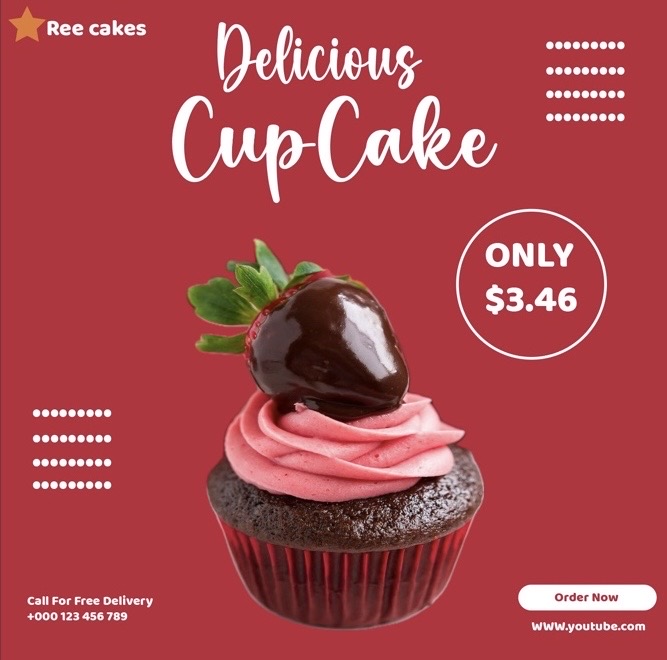 Ree cakes
Delicious
CupCake
ONLY
$3.46
Call For Free Delivery
+000 123 456 789
Order Now
WWW.youtube.com